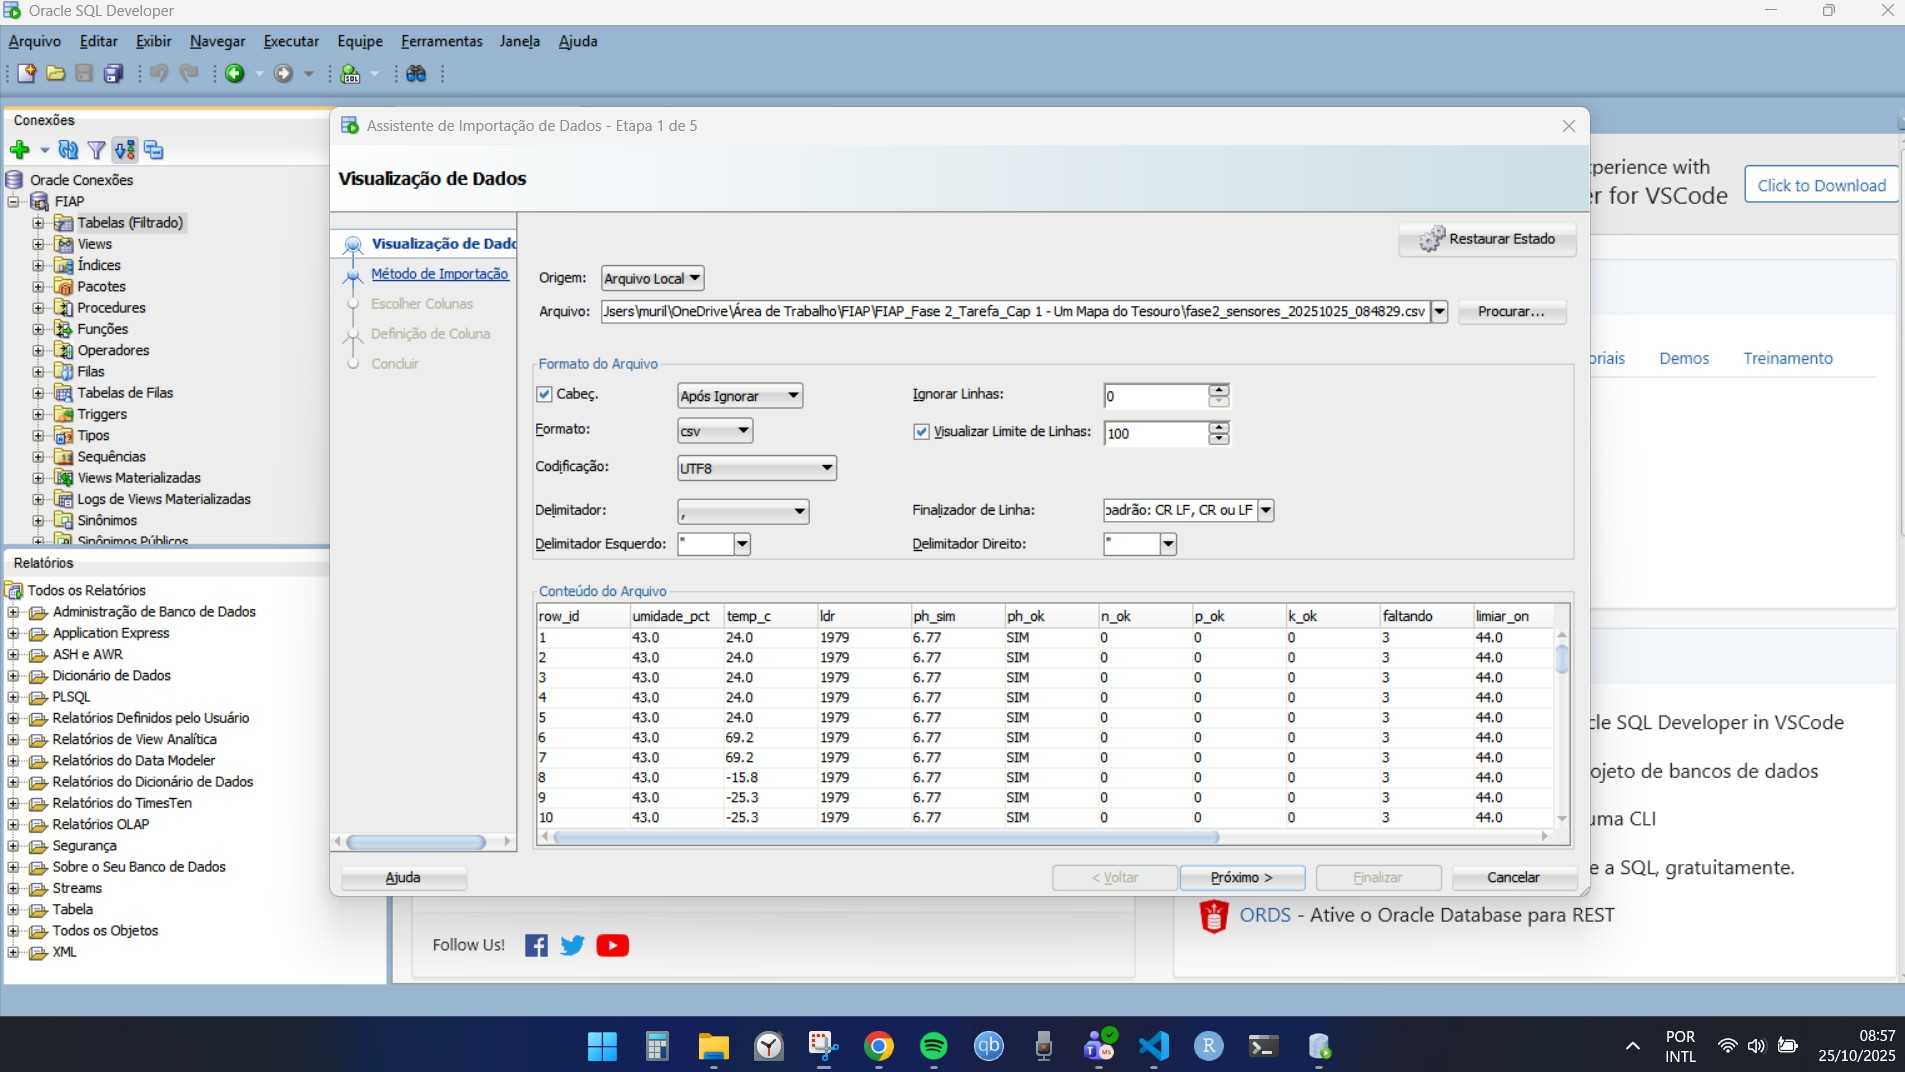 Oracle SQL Developer
Arquivo Editar Exibir Navegar Executar Equipe Ferramentas Janela Ajuda
Conexões
Oracle Conexões
FIAP
Tabelas (Filtrado)
Views
Índices
Pacotes
Procedures
Funções
Operadores
Filas
Tabelas de Filas
Triggers
Tipos
Sequências
Views Materializadas
Logs de Views Materializadas
Sinônimos
Sinônimos Públicos
Relatórios
Todos os Relatórios
Administração de Banco de Dados
Application Express
ASH e AWR
Dicionário de Dados
PLSQL
Relatórios Definidos pelo Usuário
Relatórios de View Analítica
Relatórios do Data Modeler
Relatórios do Dicionário de Dados
Relatórios do TimesTen
Relatórios OLAP
Segurança
Sobre o Seu Banco de Dados
Streams
Tabela
Todos os Objetos
XML
Assistente de Importação de Dados - Etapa 1 de 5
Visualização de Dados
Visualização de Dado
Método de Importação
Escolher Colunas
Definição de Coluna
Concluir
Restaurar Estado
Origem: Arquivo Local
Arquivo: Jsers\muril\OneDrive\Área de Trabalho\FIAP\FIAP_Fase 2_Tarefa_Cap 1 - Um Mapa do Tesouro\fase2_sensores_20251025_084829.csv Procurar...
Formato do Arquivo
Cabeç. Após Ignorar Ignorar Linhas: 0
Formato: csv Visualizar Limite de Linhas: 100
Codificação: UTF8
Delimitador: , Finalizador de Linha: padrão: CR LF, CR ou LF
Delimitador Esquerdo: " Delimitador Direito: "
Conteúdo do Arquivo
row_id umidade_pct temp_c ldr ph_sim ph_ok n_ok p_ok k_ok faltando limiar_on
1 43.0 24.0 1979 6.77 SIM 0 0 0 3 44.0
2 43.0 24.0 1979 6.77 SIM 0 0 0 3 44.0
3 43.0 24.0 1979 6.77 SIM 0 0 0 3 44.0
4 43.0 24.0 1979 6.77 SIM 0 0 0 3 44.0
5 43.0 24.0 1979 6.77 SIM 0 0 0 3 44.0
6 43.0 69.2 1979 6.77 SIM 0 0 0 3 44.0
7 43.0 69.2 1979 6.77 SIM 0 0 0 3 44.0
8 43.0 -15.8 1979 6.77 SIM 0 0 0 3 44.0
9 43.0 -25.3 1979 6.77 SIM 0 0 0 3 44.0
10 43.0 -25.3 1979 6.77 SIM 0 0 0 3 44.0
Ajuda < Voltar Próximo > Finalizar Cancelar
xperience with
er for VSCode
Click to Download
oriais Demos Treinamento
cle SQL Developer in VSCode
ojeto de bancos de dados
uma CLI
e a SQL, gratuitamente.
ORDS - Ative o Oracle Database para REST
Follow Us!
POR
INTL
08:57
25/10/2025